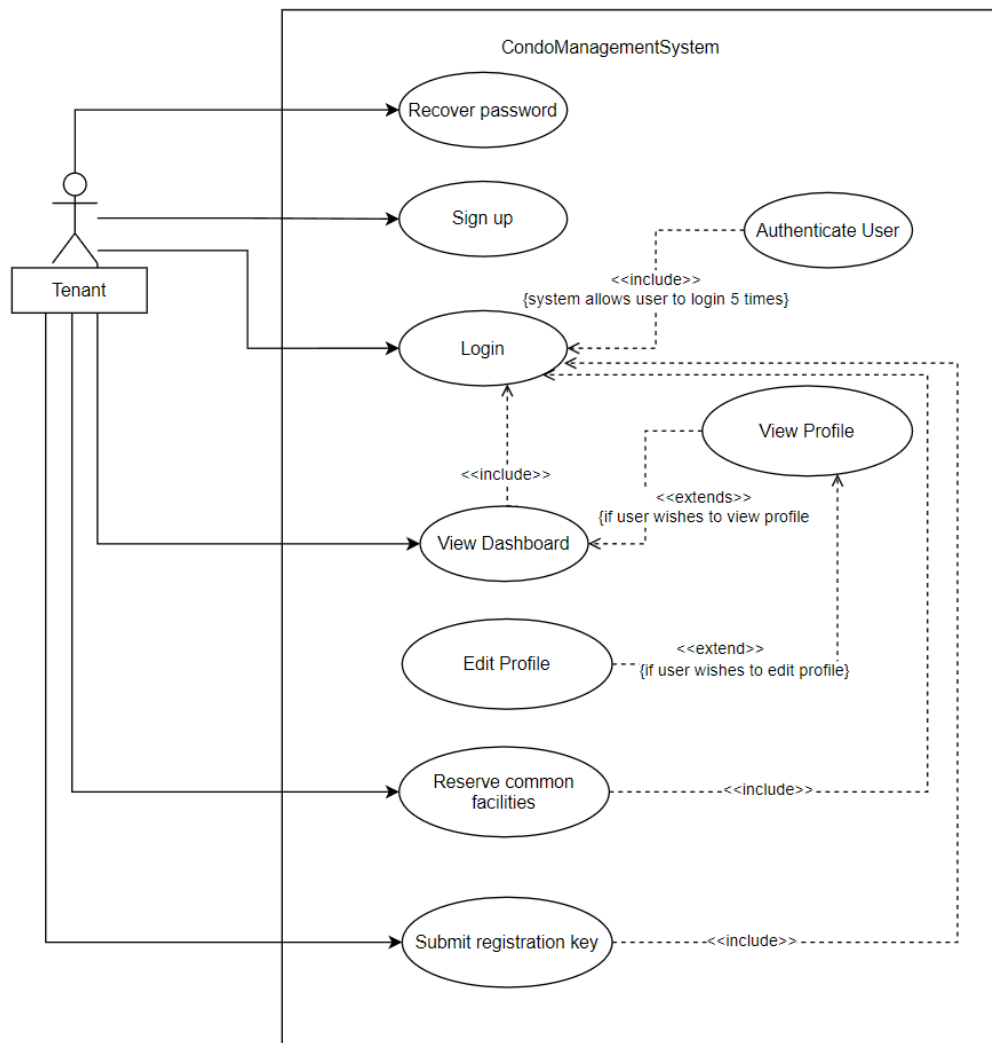 CondoManagementSystem
Recover password
Sign up
Authenticate User
Tenant
<<include>>
{system allows user to login 5 times}
Login
View Profile
<<include>>
<<extends>>
{if user wishes to view profile
View Dashboard
<<extend>>
{if user wishes to edit profile}
Edit Profile
Reserve common
facilities
<<include>>
Submit registration key
<<include>>